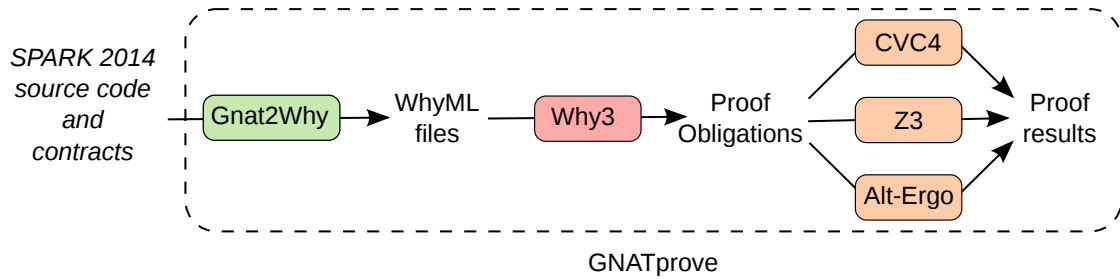 SPARK 2014
source code
and
contracts
Gnat2Why
WhyML
files
Why3
Proof
Obligations
CVC4
Z3
Alt-Ergo
Proof
results
GNATprove